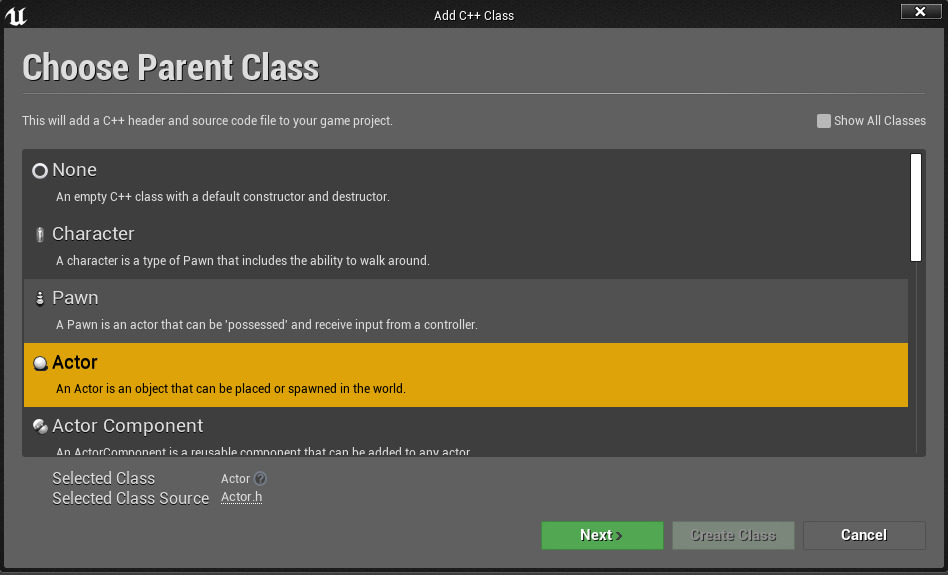 Add C++ Class
Choose Parent Class
This will add a C++ header and source code file to your game project.
Show All Classes
None
An empty C++ class with a default constructor and destructor.
Character
A character is a type of Pawn that includes the ability to walk around.
Pawn
A Pawn is an actor that can be 'possessed' and receive input from a controller.
Actor
An Actor is an object that can be placed or spawned in the world.
Actor Component
An ActorComponent is a reusable component that can be added to any actor.
Selected Class Actor
Selected Class Source Actor.h
Next
Create Class
Cancel